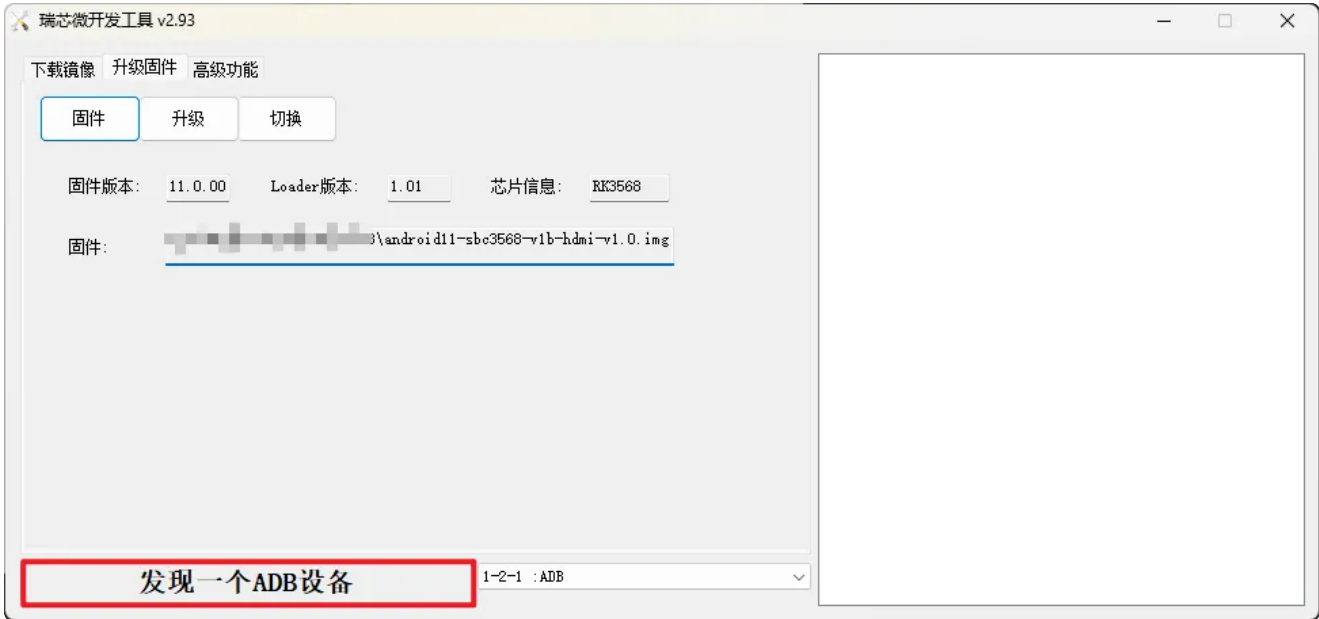 瑞芯微开发工具 v2.93
下载镜像 升级固件 高级功能
固件 升级 切换
固件版本: 11.0.00 Loader版本: 1.01 芯片信息: RK3568
固件: \android11-sbc3568-v1b-hdmi-v1.0.img
发现一个ADB设备 1-2-1 :ADB